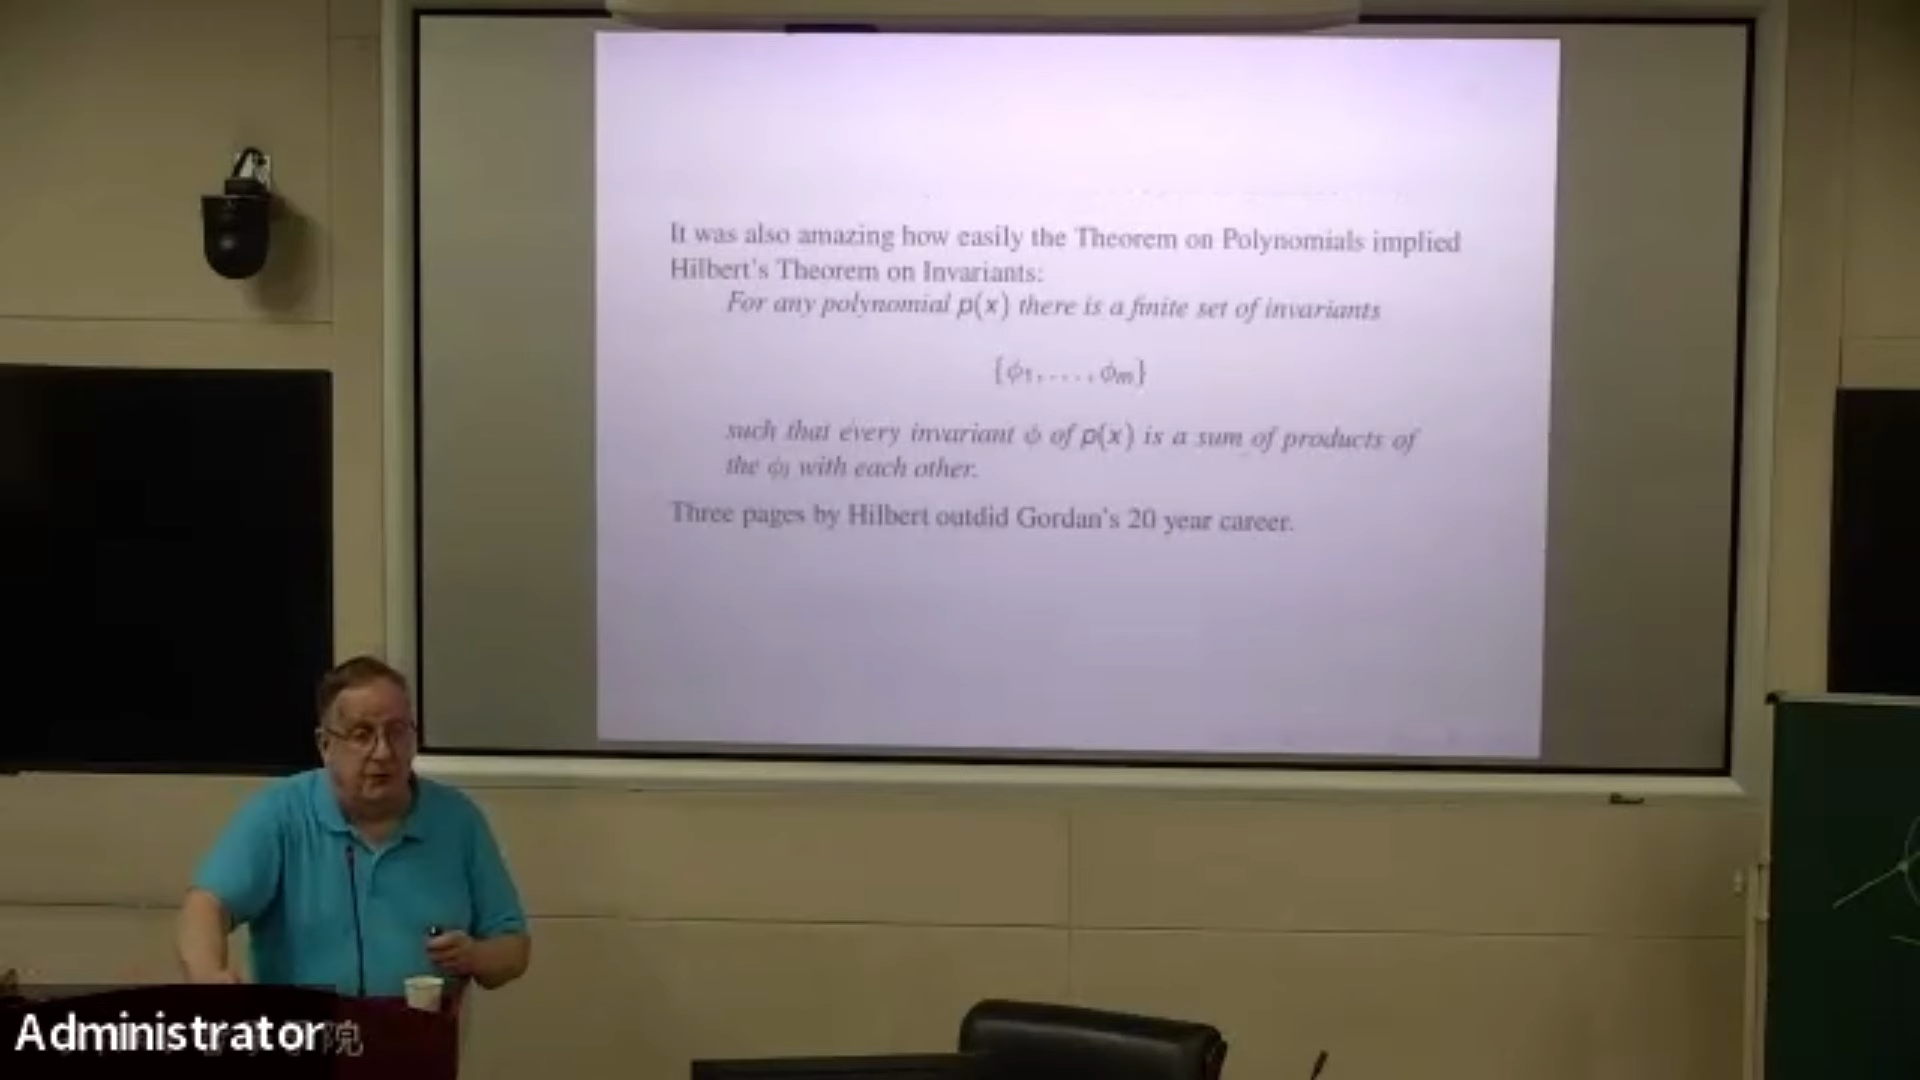 It was also amazing how easily the Theorem on Polynomials implied
Hilbert's Theorem on Invariants:
For any polynomial p(x) there is a finite set of invariants
{ϕ₁, . . . , ϕₘ}
such that every invariant ϕ of p(x) is a sum of products of
the ϕⱼ with each other.
Three pages by Hilbert outdid Gordan's 20 year career.
Administrator
院